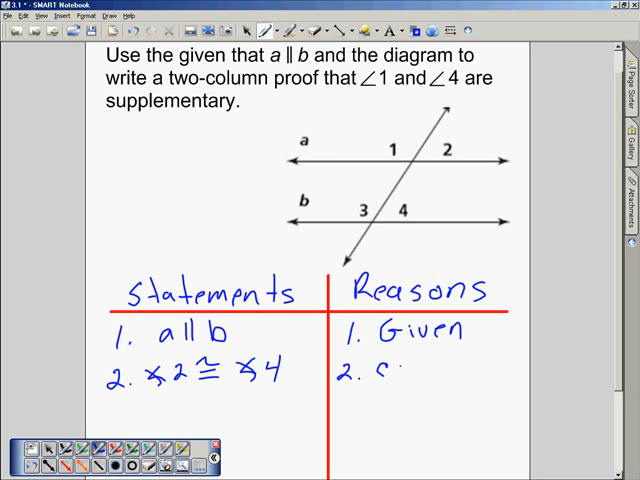 3.1 * - SMART Notebook
File Edit View Insert Format Draw Help
Use the given that a ∥ b and the diagram to
write a two-column proof that ∠1 and ∠4 are
supplementary.
a
1 2
b
3 4
Statements Reasons
1. a∥b 1. Given
2. ∡2 ≅ ∡4 2. C
Page Sorter
Gallery
Attachments